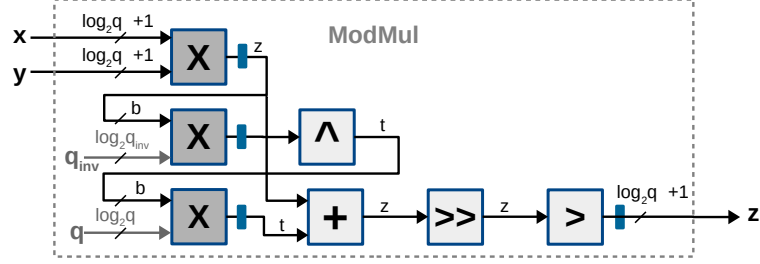 ModMul
x log₂q +1
X z
y log₂q +1
b
log₂qinv
qinv X ^ t
b
log₂q
q X t + z >> z > log₂q +1
z